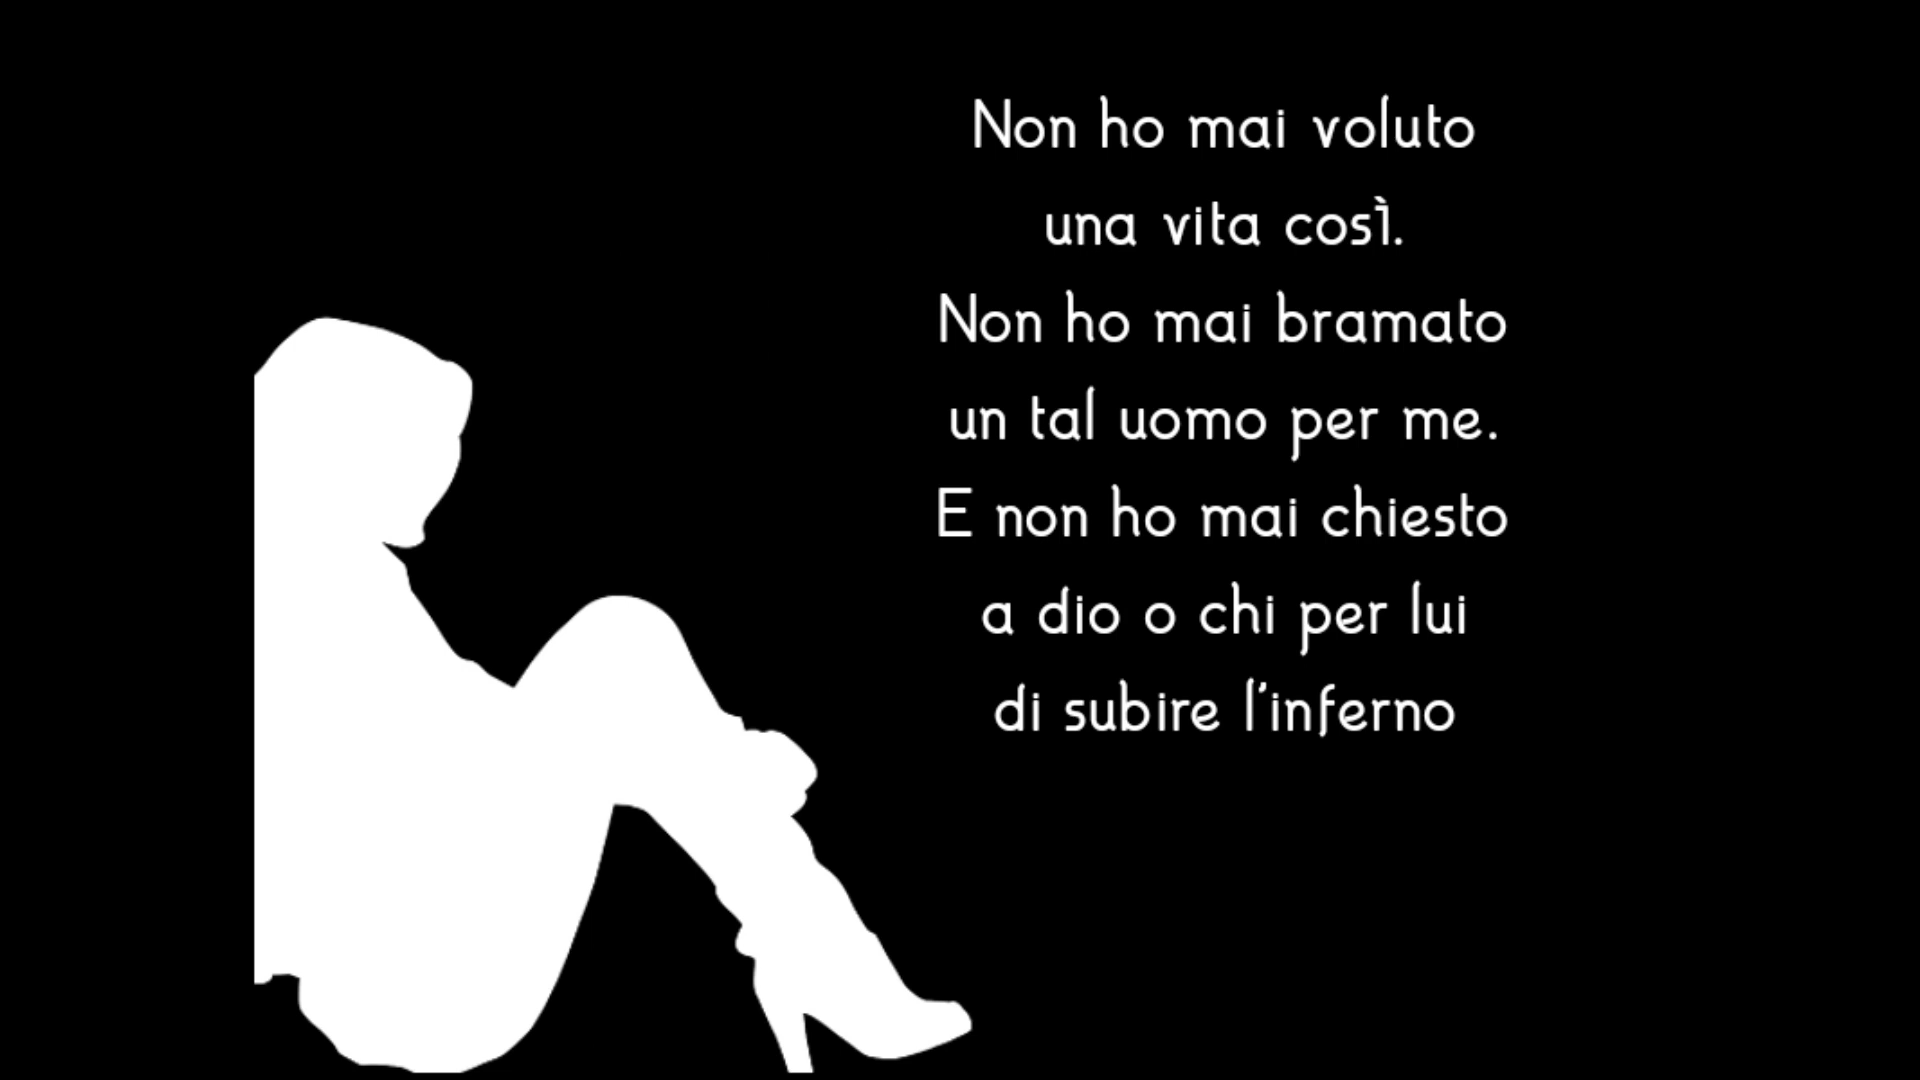 Non ho mai voluto
una vita così.
Non ho mai bramato
un tal uomo per me.
E non ho mai chiesto
a dio o chi per lui
di subire l'inferno